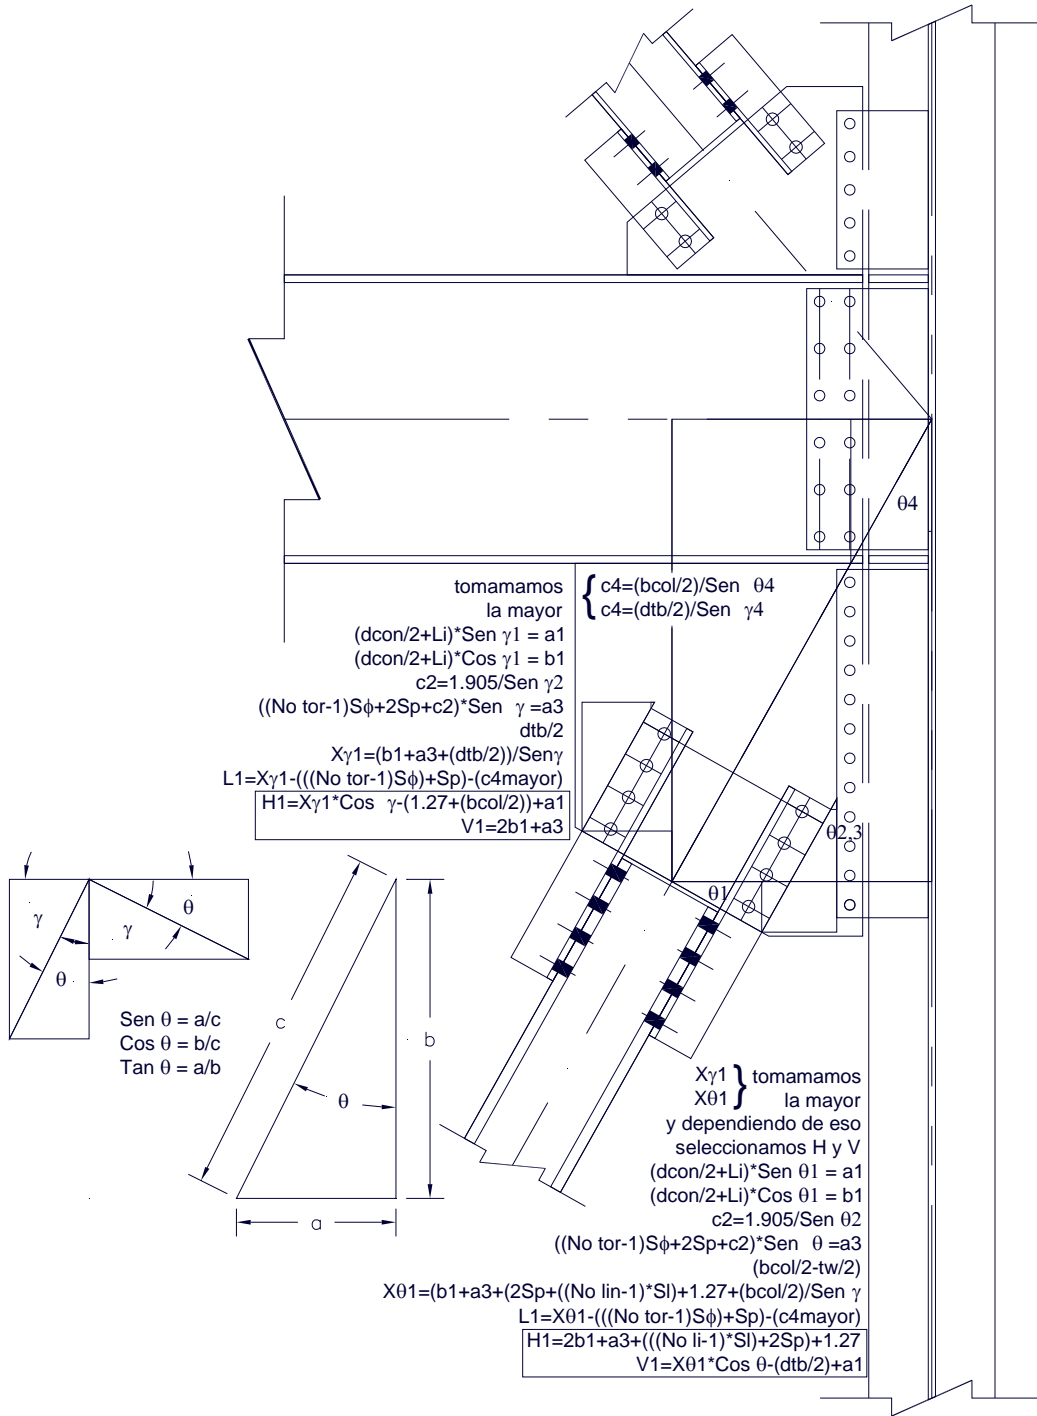 θ4
tomamamos
la mayor
{ c4=(bcol/2)/Sen θ4
c4=(dtb/2)/Sen γ4
(dcon/2+Li)*Sen γ1 = a1
(dcon/2+Li)*Cos γ1 = b1
c2=1.905/Sen γ2
((No tor-1)Sϕ+2Sp+c2)*Sen γ =a3
dtb/2
Xγ1=(b1+a3+(dtb/2))/Senγ
L1=Xγ1-(((No tor-1)Sϕ)+Sp)-(c4mayor)
H1=Xγ1*Cos γ-(1.27+(bcol/2))+a1
V1=2b1+a3
θ2,3
θ1
γ
γ
θ
θ
Sen θ = a/c
Cos θ = b/c
Tan θ = a/b
c
b
θ
a
Xγ1
Xθ1
} tomamamos
la mayor
y dependiendo de eso
seleccionamos H y V
(dcon/2+Li)*Sen θ1 = a1
(dcon/2+Li)*Cos θ1 = b1
c2=1.905/Sen θ2
((No tor-1)Sϕ+2Sp+c2)*Sen θ =a3
(bcol/2-tw/2)
Xθ1=(b1+a3+(2Sp+((No lin-1)*Sl)+1.27+(bcol/2)/Sen γ
L1=Xθ1-(((No tor-1)Sϕ)+Sp)-(c4mayor)
H1=2b1+a3+(((No li-1)*Sl)+2Sp)+1.27
V1=Xθ1*Cos θ-(dtb/2)+a1